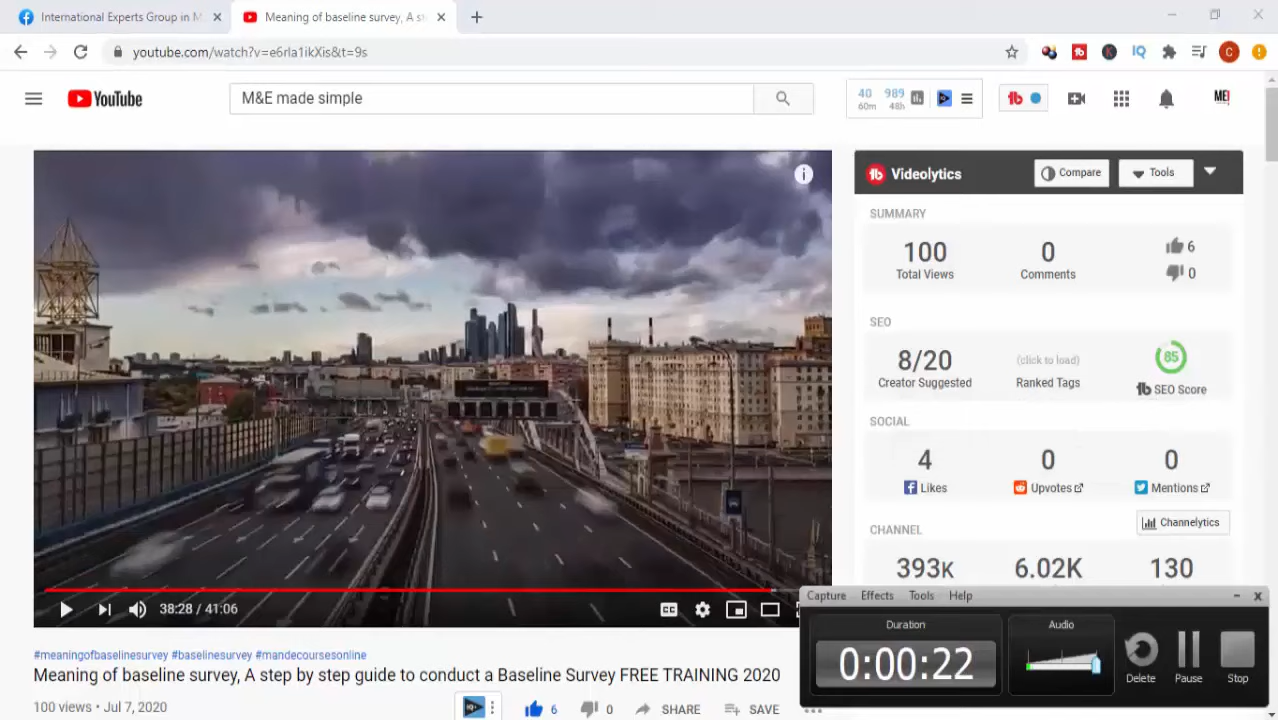 International Experts Group in M
Meaning of baseline survey, A st
youtube.com/watch?v=e6rIa1ikXis&t=9s
YouTube
M&E made simple
40 60m
989 48h
ME!
Videolytics
Compare
Tools
SUMMARY
100
0
6
Total Views
Comments
0
SEO
8/20
(click to load)
85
Creator Suggested
Ranked Tags
SEO Score
SOCIAL
4
0
0
Likes
Upvotes
Mentions
CHANNEL
Channelytics
393K
6.02K
130
38:28 / 41:06
CC
Capture
Effects
Tools
Help
Duration
Audio
0:00:22
Delete
Pause
Stop
#meaningofbaselinesurvey #baselinesurvey #mandecoursesonline
Meaning of baseline survey, A step by step guide to conduct a Baseline Survey FREE TRAINING 2020
100 views • Jul 7, 2020
6
0
SHARE
SAVE